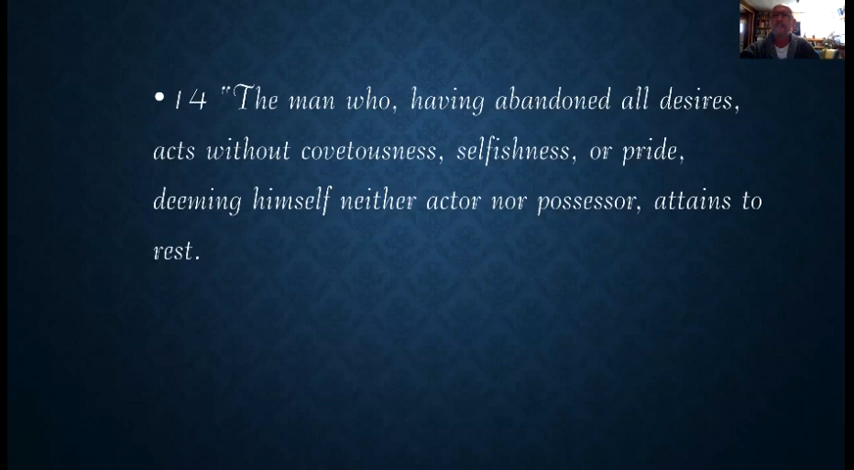 • 14 "The man who, having abandoned all desires,
acts without covetousness, selfishness, or pride,
deeming himself neither actor nor possessor, attains to
rest.